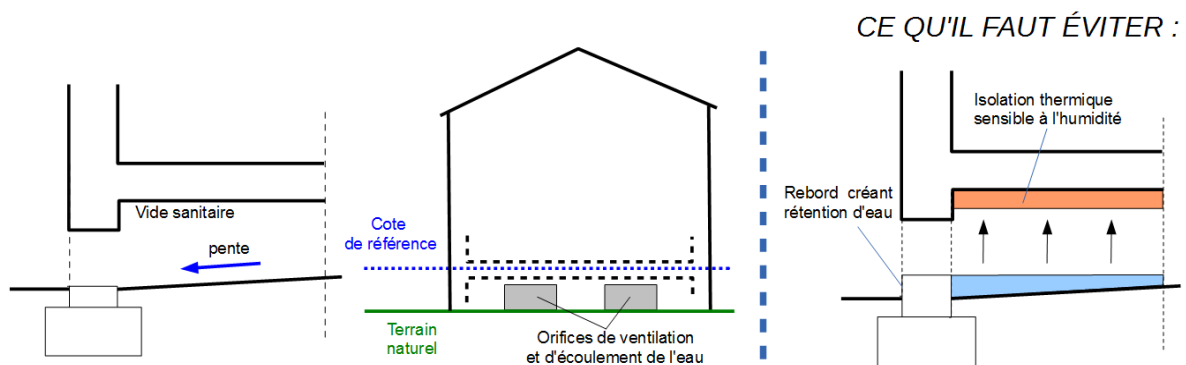 CE QU'IL FAUT ÉVITER :
Vide sanitaire
pente
Cote
de référence
Terrain
naturel
Orifices de ventilation
et d'écoulement de l'eau
Isolation thermique
sensible à l'humidité
Rebord créant
rétention d'eau